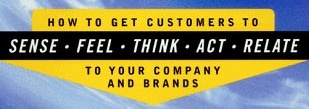 HOW TO GET CUSTOMERS TO
SENSE • FEEL • THINK • ACT • RELATE
TO YOUR COMPANY
AND BRANDS